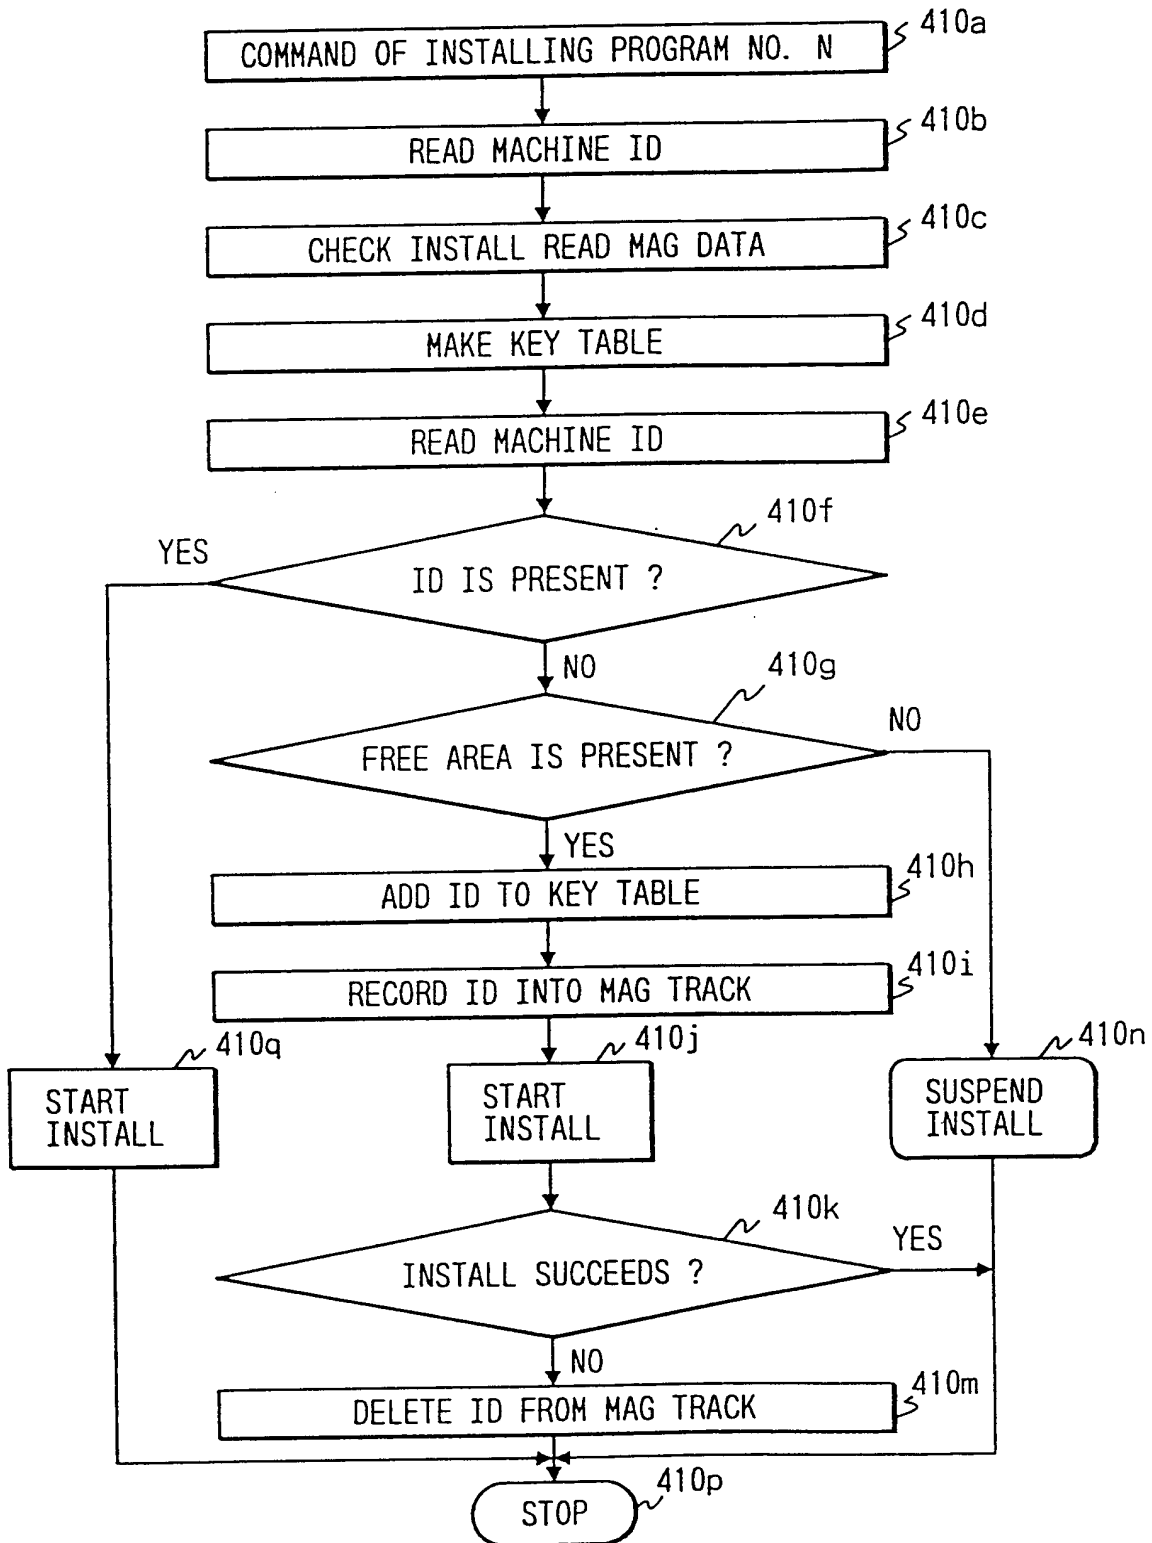 410a
COMMAND OF INSTALLING PROGRAM NO. N
410b
READ MACHINE ID
410c
CHECK INSTALL READ MAG DATA
410d
MAKE KEY TABLE
410e
READ MACHINE ID
410f
YES
ID IS PRESENT ?
NO
410g
NO
FREE AREA IS PRESENT ?
YES
410h
ADD ID TO KEY TABLE
410i
RECORD ID INTO MAG TRACK
410q
410j
410n
START
INSTALL
START
INSTALL
SUSPEND
INSTALL
410k
YES
INSTALL SUCCEEDS ?
NO
410m
DELETE ID FROM MAG TRACK
410p
STOP